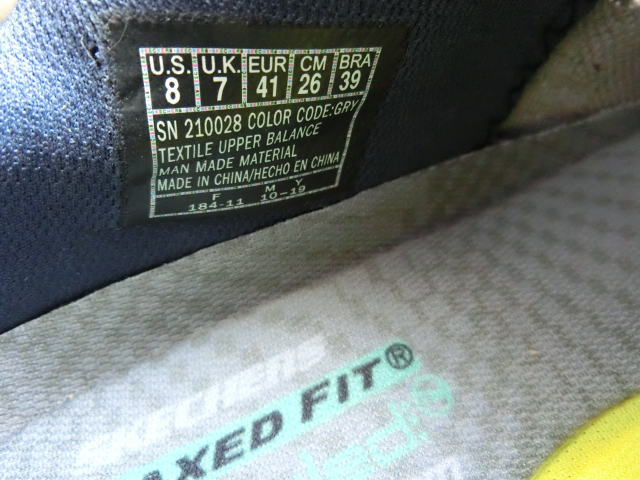 U.S. U.K. EUR CM BRA
8 7 41 26 39
SN 210028 COLOR CODE:GRY
TEXTILE UPPER BALANCE
MAN MADE MATERIAL
MADE IN CHINA/HECHO EN CHINA
F M Y
184-11 10-19
SKECHERS
AXED FIT®